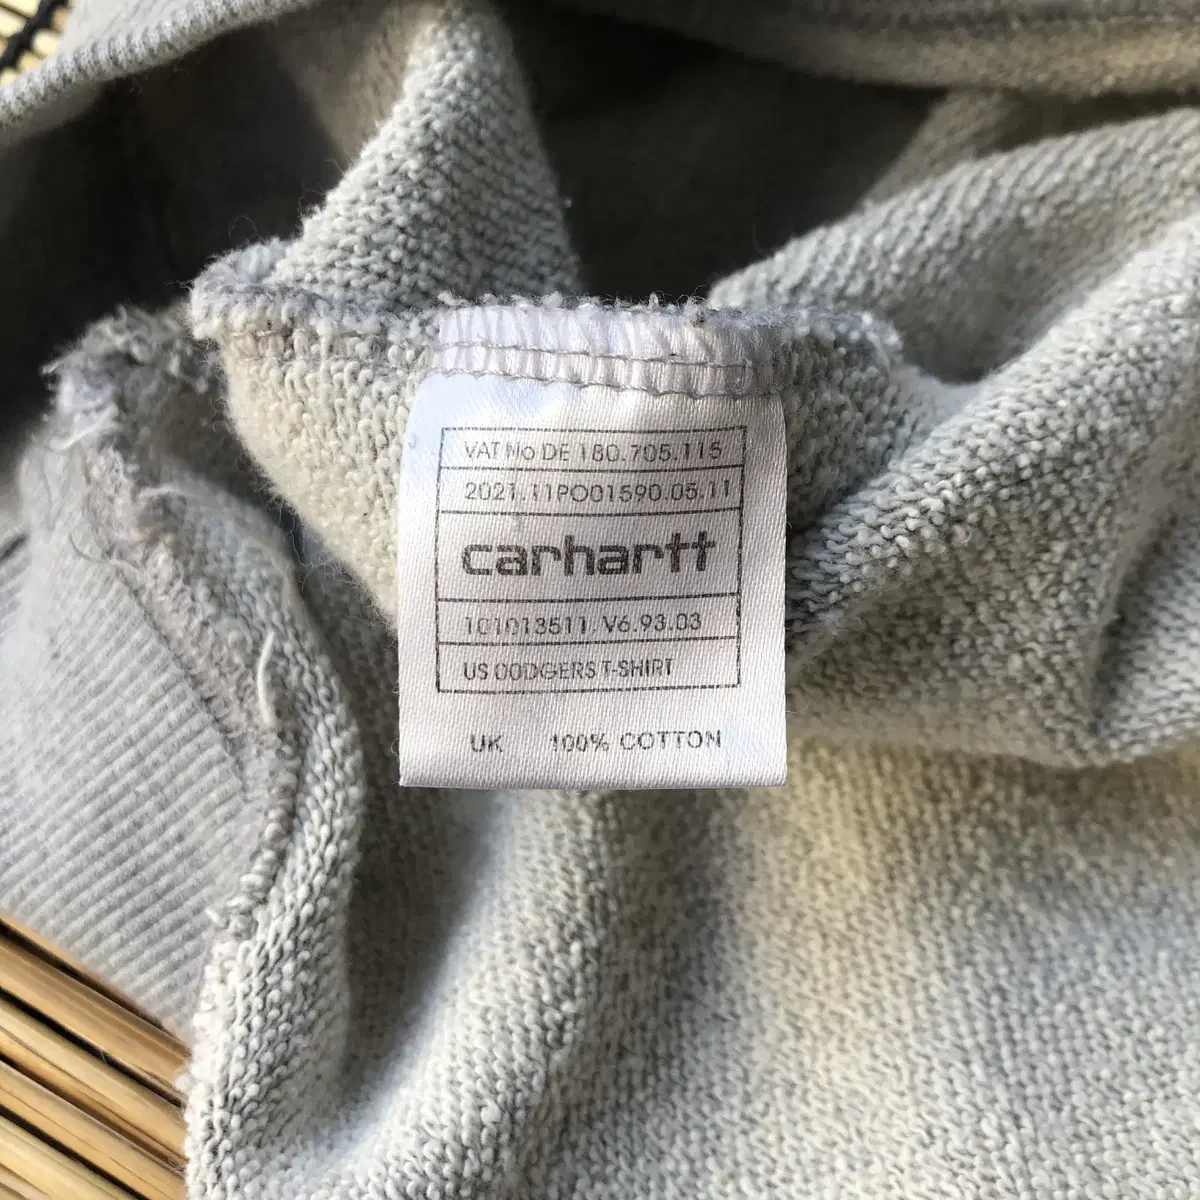 VAT No DE 180.705.115
2021.11PO01590.05.11
carhartt
101013511 V6.93.03
US DODGERS T-SHIRT
UK 100% COTTON